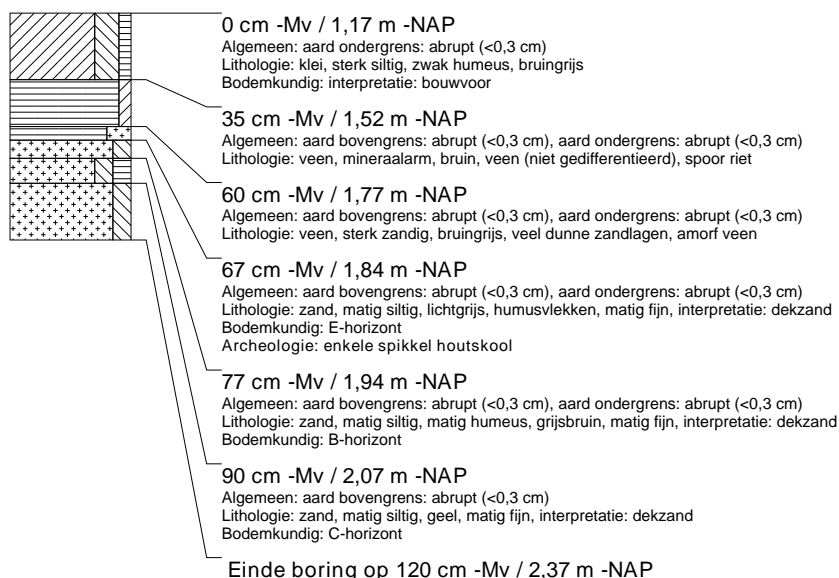 0 cm -Mv / 1,17 m -NAP
Algemeen: aard ondergrens: abrupt (<0,3 cm)
Lithologie: klei, sterk siltig, zwak humeus, bruingrijs
Bodemkundig: interpretatie: bouwvoor
35 cm -Mv / 1,52 m -NAP
Algemeen: aard bovengrens: abrupt (<0,3 cm), aard ondergrens: abrupt (<0,3 cm)
Lithologie: veen, mineraalarm, bruin, veen (niet gedifferentieerd), spoor riet
60 cm -Mv / 1,77 m -NAP
Algemeen: aard bovengrens: abrupt (<0,3 cm), aard ondergrens: abrupt (<0,3 cm)
Lithologie: veen, sterk zandig, bruingrijs, veel dunne zandlagen, amorf veen
67 cm -Mv / 1,84 m -NAP
Algemeen: aard bovengrens: abrupt (<0,3 cm), aard ondergrens: abrupt (<0,3 cm)
Lithologie: zand, matig siltig, lichtgrijs, humusvlekken, matig fijn, interpretatie: dekzand
Bodemkundig: E-horizont
Archeologie: enkele spikkel houtskool
77 cm -Mv / 1,94 m -NAP
Algemeen: aard bovengrens: abrupt (<0,3 cm), aard ondergrens: abrupt (<0,3 cm)
Lithologie: zand, matig siltig, matig humeus, grijsbruin, matig fijn, interpretatie: dekzand
Bodemkundig: B-horizont
90 cm -Mv / 2,07 m -NAP
Algemeen: aard bovengrens: abrupt (<0,3 cm)
Lithologie: zand, matig siltig, geel, matig fijn, interpretatie: dekzand
Bodemkundig: C-horizont
Einde boring op 120 cm -Mv / 2,37 m -NAP